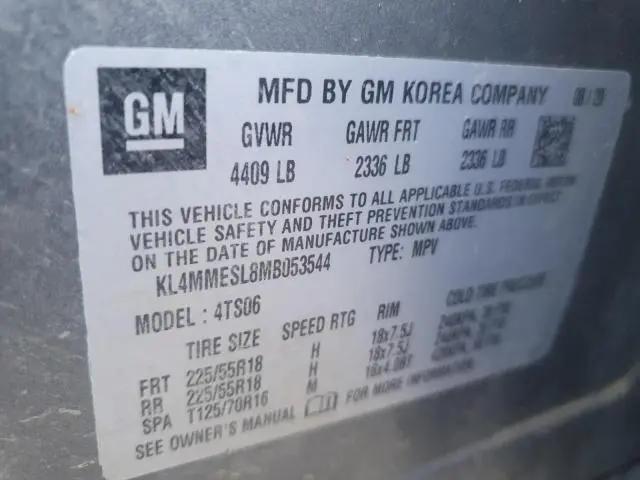 GM
MFD BY GM KOREA COMPANY 08 / 20
GVWR GAWR FRT GAWR RR
4409 LB 2336 LB 2336 LB
THIS VEHICLE CONFORMS TO ALL APPLICABLE U.S. FEDERAL MOTOR
VEHICLE SAFETY AND THEFT PREVENTION STANDARDS IN EFFECT
ON THE DATE OF MANUFACTURE SHOWN ABOVE.
KL4MMESL8MB053544 TYPE: MPV
MODEL: 4TS06
TIRE SIZE SPEED RTG RIM COLD TIRE PRESSURE
FRT 225/55R18 H 18x7.5J
RR 225/55R18 H 18x7.5J
SPA T125/70R16 M
SEE OWNER'S MANUAL FOR MORE INFORMATION.